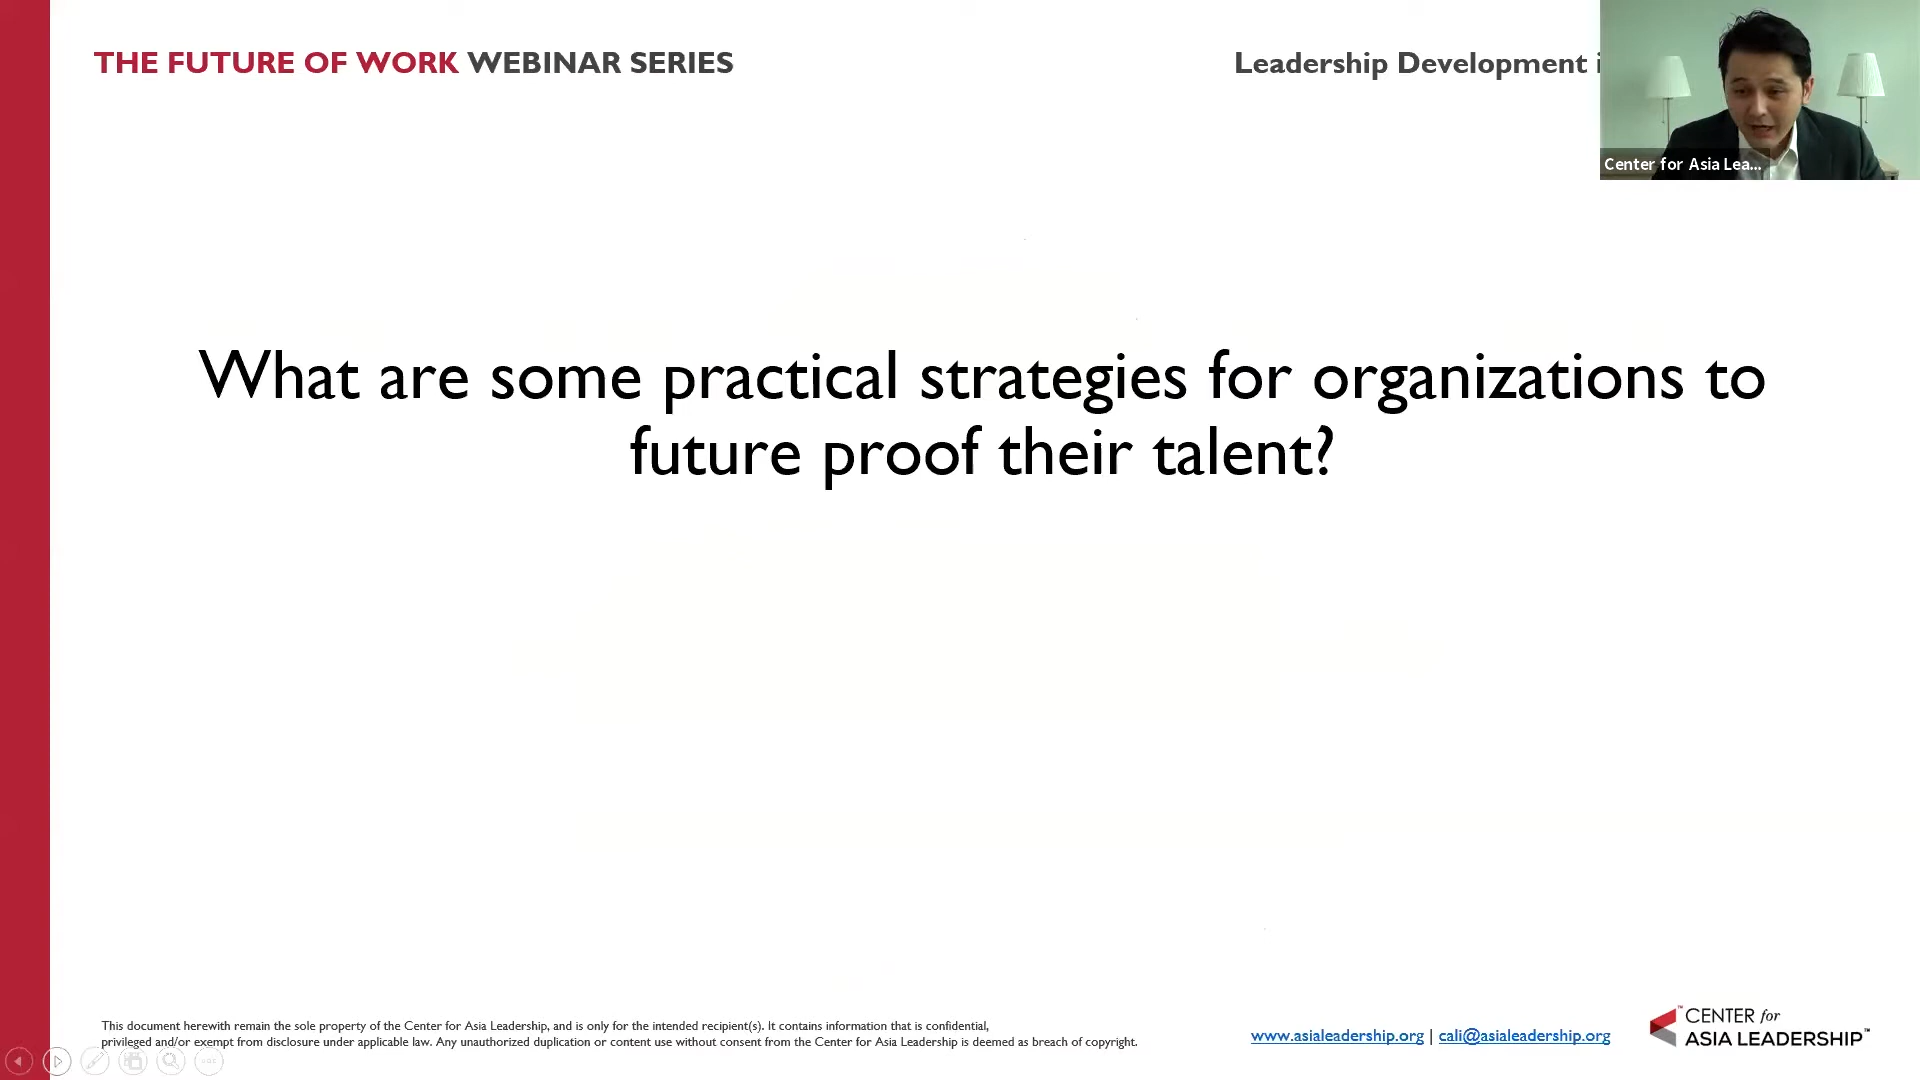 THE FUTURE OF WORK WEBINAR SERIES
Leadership Development i
Center for Asia Lea...
What are some practical strategies for organizations to
future proof their talent?
This document herewith remain the sole property of the Center for Asia Leadership, and is only for the intended recipient(s). It contains information that is confidential,
privileged and/or exempt from disclosure under applicable law. Any unauthorized duplication or content use without consent from the Center for Asia Leadership is deemed as breach of copyright.
www.asialeadership.org | cali@asialeadership.org
™CENTER for
ASIA LEADERSHIP™